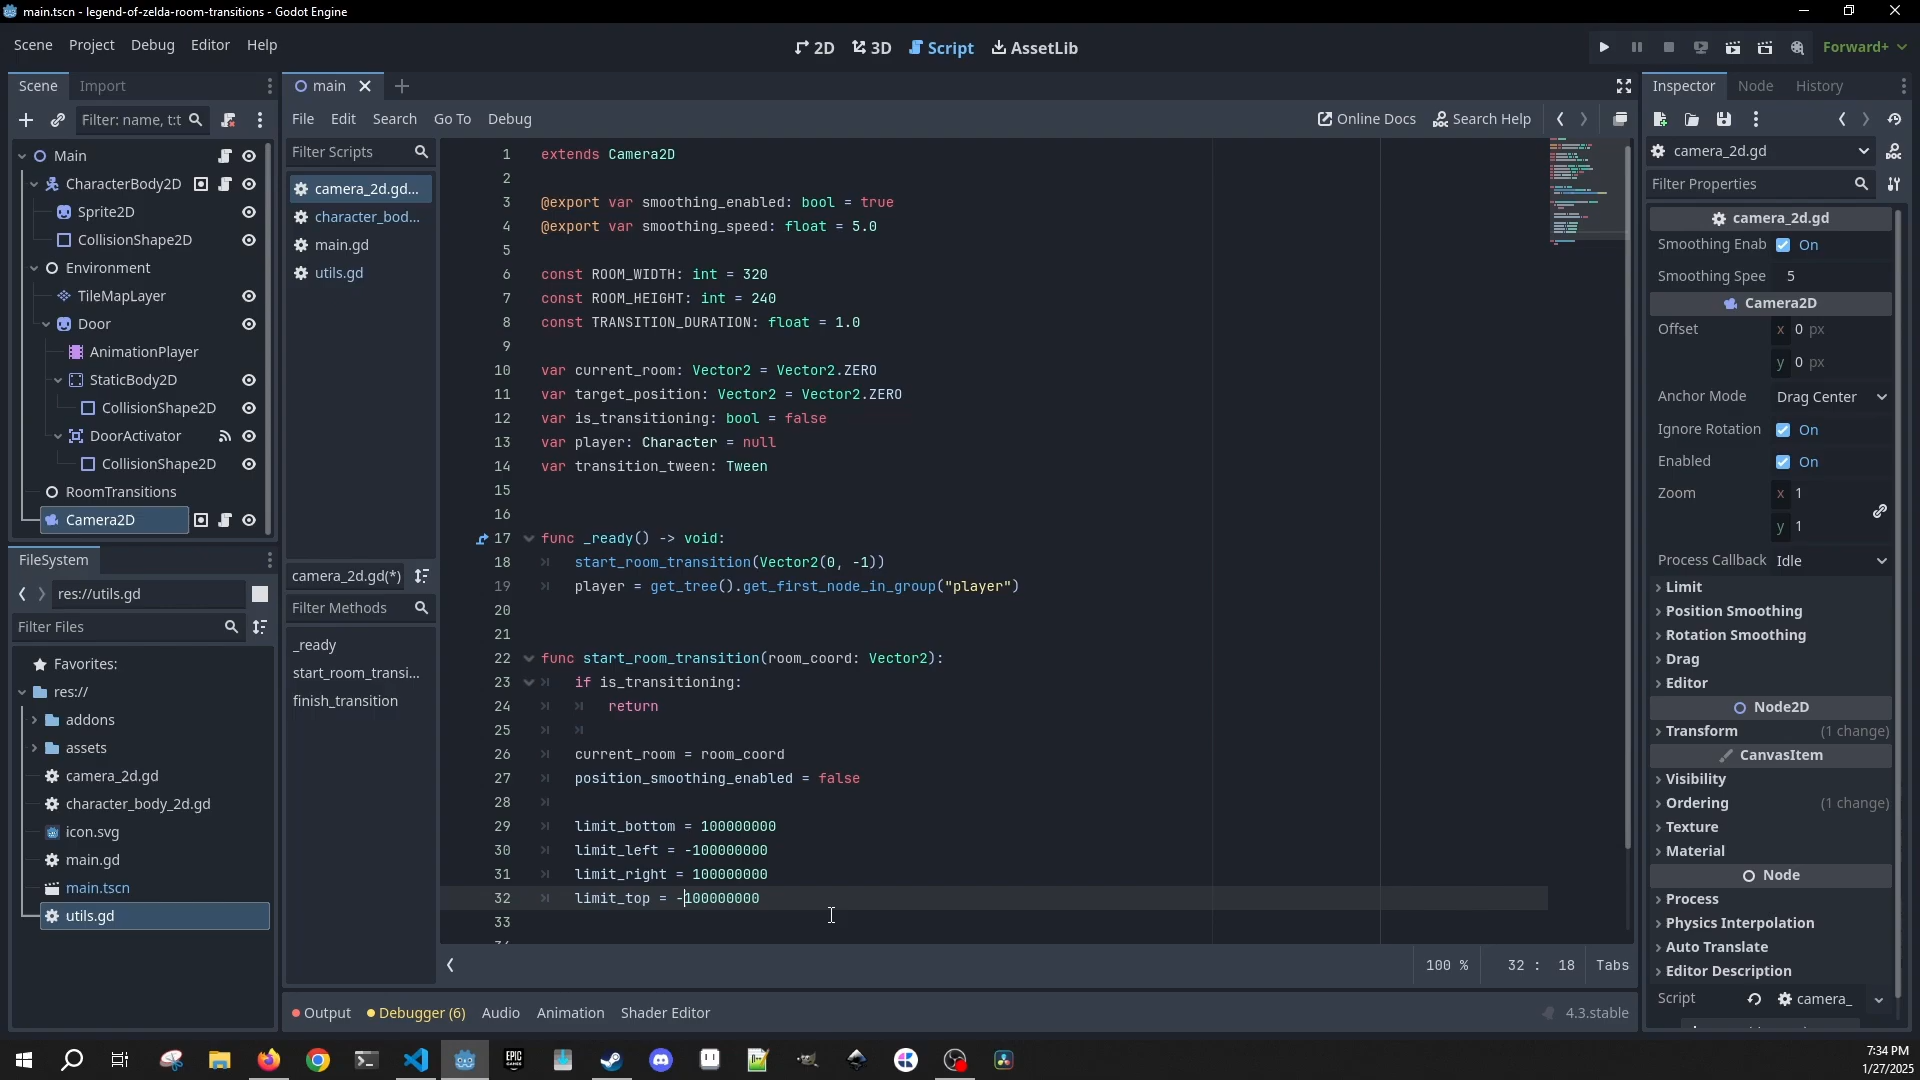 main.tscn - legend-of-zelda-room-transitions - Godot Engine
Scene Project Debug Editor Help
2D 3D Script AssetLib
Forward+
Scene Import
Filter: name, t:t
Main
CharacterBody2D
Sprite2D
CollisionShape2D
Environment
TileMapLayer
Door
AnimationPlayer
StaticBody2D
CollisionShape2D
DoorActivator
CollisionShape2D
RoomTransitions
Camera2D
FileSystem
res://utils.gd
Filter Files
Favorites:
res://
addons
assets
camera_2d.gd
character_body_2d.gd
icon.svg
main.gd
main.tscn
utils.gd
main
File Edit Search Go To Debug
Online Docs Search Help
Filter Scripts
camera_2d.gd...
character_bod...
main.gd
utils.gd
camera_2d.gd(*)
Filter Methods
_ready
start_room_transi...
finish_transition
1 extends Camera2D
2
3 @export var smoothing_enabled: bool = true
4 @export var smoothing_speed: float = 5.0
5
6 const ROOM_WIDTH: int = 320
7 const ROOM_HEIGHT: int = 240
8 const TRANSITION_DURATION: float = 1.0
9
10 var current_room: Vector2 = Vector2.ZERO
11 var target_position: Vector2 = Vector2.ZERO
12 var is_transitioning: bool = false
13 var player: Character = null
14 var transition_tween: Tween
15
16
17 func _ready() -> void:
18 start_room_transition(Vector2(0, -1))
19 player = get_tree().get_first_node_in_group("player")
20
21
22 func start_room_transition(room_coord: Vector2):
23 if is_transitioning:
24 return
25
26 current_room = room_coord
27 position_smoothing_enabled = false
28
29 limit_bottom = 100000000
30 limit_left = -100000000
31 limit_right = 100000000
32 limit_top = -100000000
33
100 % 32 : 18 Tabs
Output Debugger (6) Audio Animation Shader Editor
4.3.stable
Inspector Node History
camera_2d.gd
Filter Properties
camera_2d.gd
Smoothing Enab On
Smoothing Spee 5
Camera2D
Offset x 0 px
y 0 px
Anchor Mode Drag Center
Ignore Rotation On
Enabled On
Zoom x 1
y 1
Process Callback Idle
Limit
Position Smoothing
Rotation Smoothing
Drag
Editor
Node2D
Transform (1 change)
CanvasItem
Visibility
Ordering (1 change)
Texture
Material
Node
Process
Physics Interpolation
Auto Translate
Editor Description
Script camera_
7:34 PM
1/27/2025